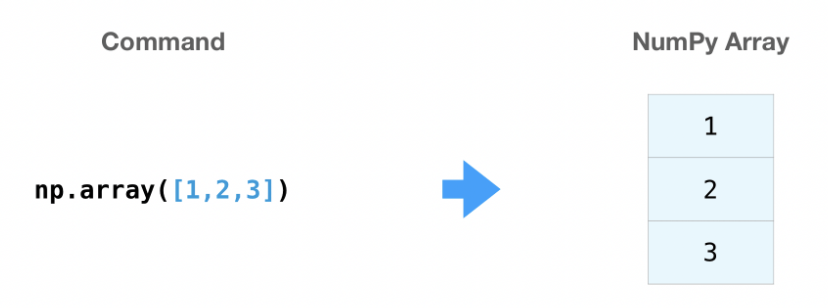 Command
NumPy Array
np.array([1,2,3])
1
2
3